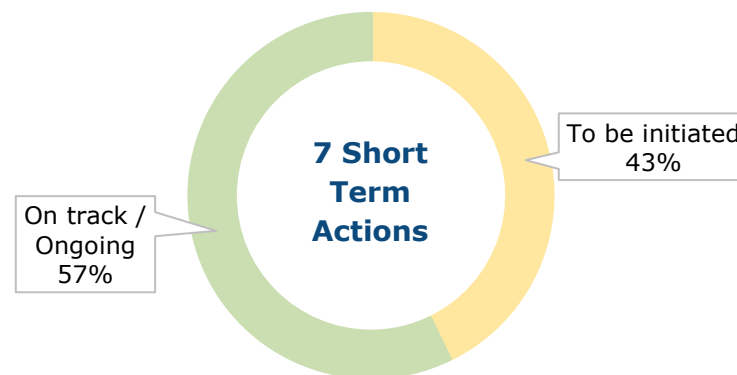 7 Short
Term
Actions
To be initiated
43%
On track /
Ongoing
57%